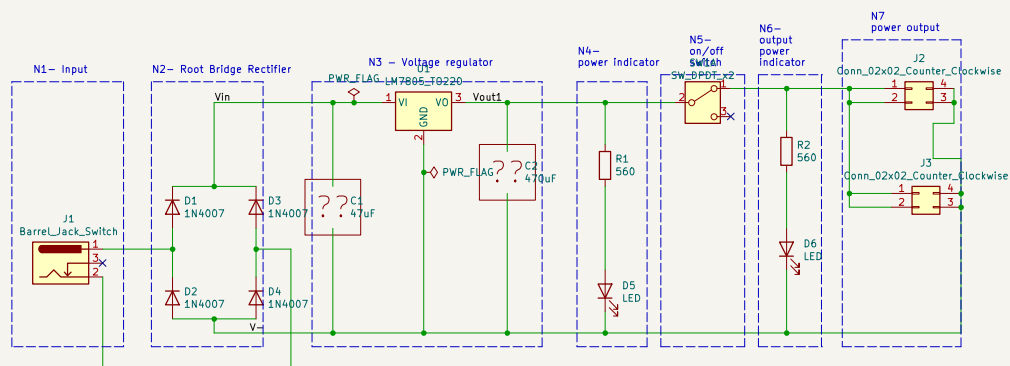 N1- Input
N2- Root Bridge Rectifier
N3 - Voltage regulator
N4-
power indicator
N5-
on/off
switch
N6-
output
power
indicator
N7
power output
J1
Barrel_Jack_Switch
1
3
2
Vin
D1
1N4007
D3
1N4007
D2
1N4007
D4
1N4007
V-
PWR_FLAG
U1
LM7805_TO220
1
VI
VO
3
GND
2
PWR_FLAG
??
C1
47uF
Vout1
??
C2
470uF
R1
560
D5
LED
SW_DPDT_x2
2
1
3
R2
560
D6
LED
J2
Conn_02x02_Counter_Clockwise
1
2
4
3
J3
Conn_02x02_Counter_Clockwise
1
2
4
3